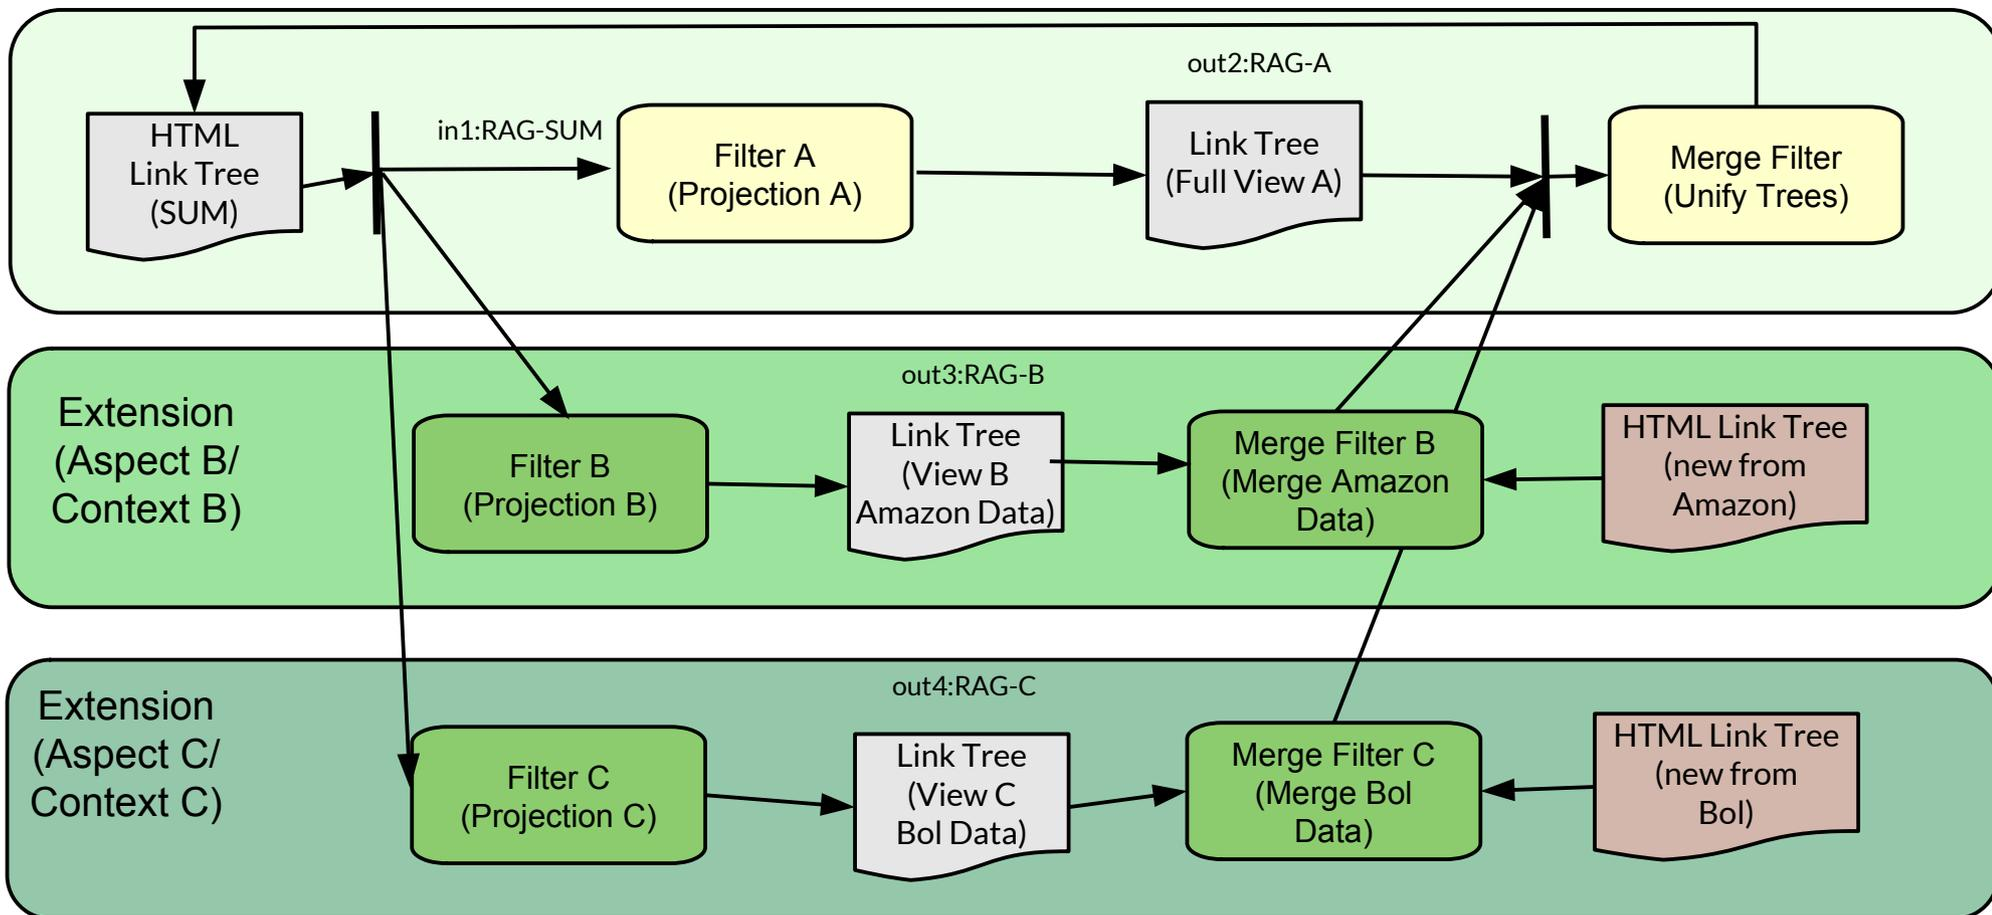 out2:RAG-A
HTML
Link Tree
(SUM)
in1:RAG-SUM
Filter A
(Projection A)
Link Tree
(Full View A)
Merge Filter
(Unify Trees)
Extension
(Aspect B/
Context B)
out3:RAG-B
Filter B
(Projection B)
Link Tree
(View B
Amazon Data)
Merge Filter B
(Merge Amazon
Data)
HTML Link Tree
(new from
Amazon)
Extension
(Aspect C/
Context C)
out4:RAG-C
Filter C
(Projection C)
Link Tree
(View C
Bol Data)
Merge Filter C
(Merge Bol
Data)
HTML Link Tree
(new from
Bol)